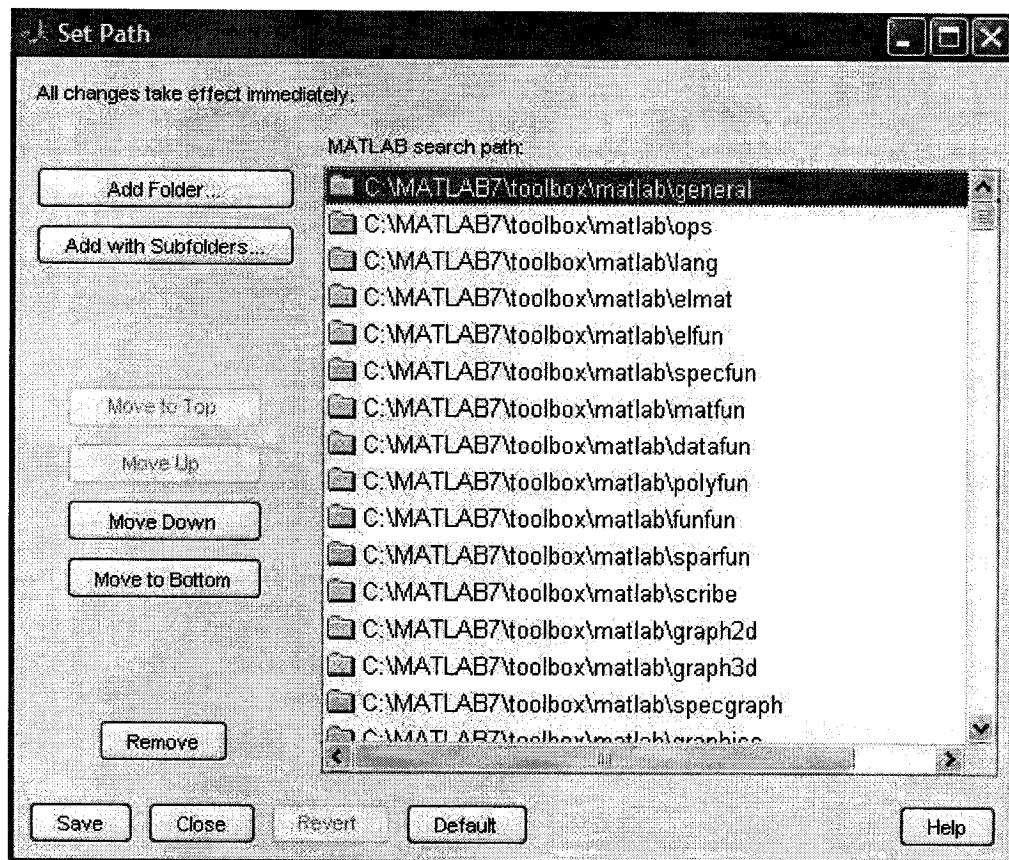 Set Path
All changes take effect immediately.
MATLAB search path:
Add Folder...
Add with Subfolders...
Move to Top
Move Up
Move Down
Move to Bottom
Remove
C:\MATLAB7\toolbox\matlab\general
C:\MATLAB7\toolbox\matlab\ops
C:\MATLAB7\toolbox\matlab\lang
C:\MATLAB7\toolbox\matlab\elmat
C:\MATLAB7\toolbox\matlab\elfun
C:\MATLAB7\toolbox\matlab\specfun
C:\MATLAB7\toolbox\matlab\matfun
C:\MATLAB7\toolbox\matlab\datafun
C:\MATLAB7\toolbox\matlab\polyfun
C:\MATLAB7\toolbox\matlab\funfun
C:\MATLAB7\toolbox\matlab\sparfun
C:\MATLAB7\toolbox\matlab\scribe
C:\MATLAB7\toolbox\matlab\graph2d
C:\MATLAB7\toolbox\matlab\graph3d
C:\MATLAB7\toolbox\matlab\specgraph
C:\MATLAB7\toolbox\matlab\graphics
Save
Close
Revert
Default
Help